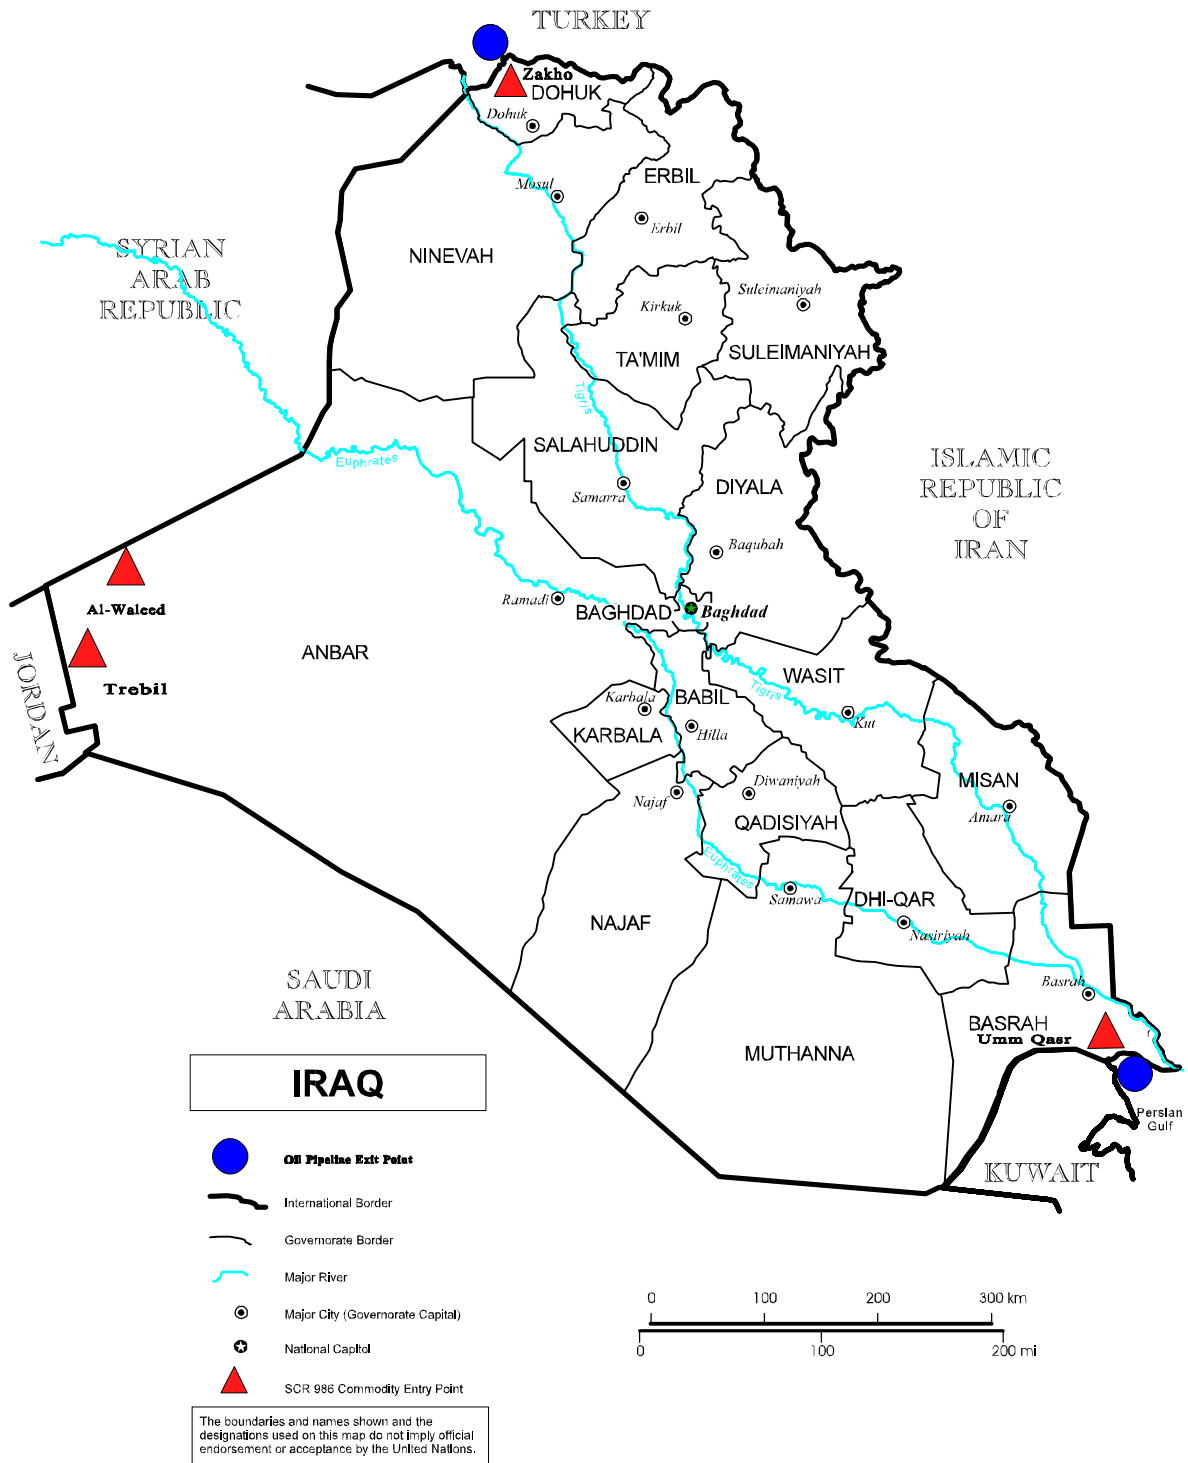 TURKEY
Zakho
DOHUK
Dohuk
ERBIL
Mosul
Erbil
SYRIAN
ARAB
REPUBLIC
NINEVAH
Suleimaniyah
Kirkuk
TA'MIM
SULEIMANIYAH
Tigris
SALAHUDDIN
Euphrates
ISLAMIC
REPUBLIC
OF
IRAN
DIYALA
Samarra
Baqubah
Al-Waleed
Ramadi
BAGHDAD
Baghdad
ANBAR
JORDAN
Trebil
WASIT
Tigris
Karbala
BABIL
Kut
KARBALA
Hilla
MISAN
Diwaniyah
Najaf
Amara
QADISIYAH
Euphrates
Samawa
DHI-QAR
NAJAF
Nasiriyah
SAUDI
ARABIA
Basrah
BASRAH
Umm Qasr
MUTHANNA
Persian
Gulf
KUWAIT
IRAQ
Oil Pipeline Exit Point
International Border
Governorate Border
Major River
Major City (Governorate Capital)
National Capitol
SCR 986 Commodity Entry Point
0 100 200 300 km
0 100 200 mi
The boundaries and names shown and the
designations used on this map do not imply official
endorsement or acceptance by the United Nations.